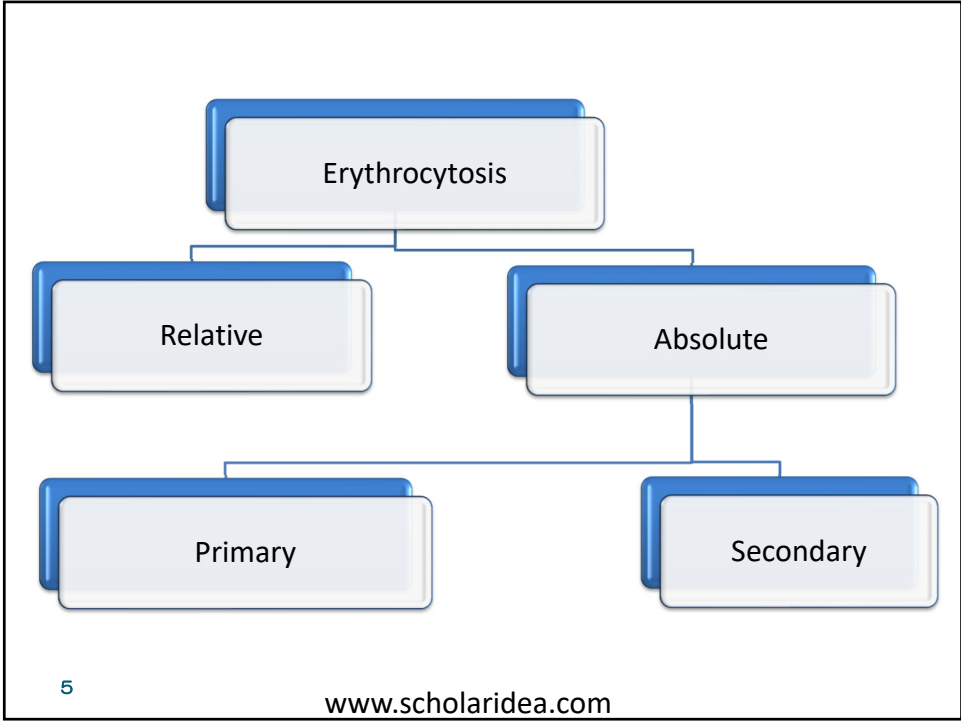 Erythrocytosis
Relative
Absolute
Primary
Secondary
5
www.scholaridea.com